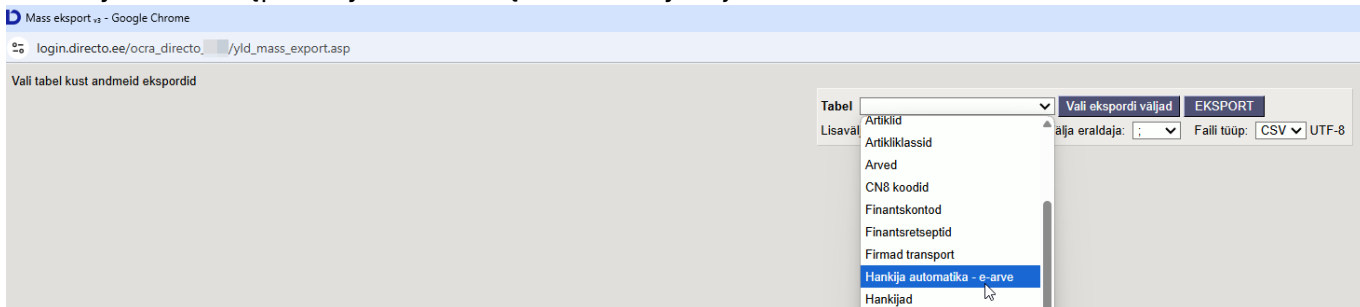 Mass eksport v3 - Google Chrome
login.directo.ee/ocra_directo_ /yld_mass_export.asp
Vali tabel kust andmeid ekspordid
Tabel Vali ekspordi väljad EKSPORT
Lisaväl älja eraldaja: ; Faili tüüp: CSV UTF-8
Artiklid
Artikliklassid
Arved
CN8 koodid
Finantskontod
Finantsretseptid
Firmad transport
Hankija automatika - e-arve
Hankijad